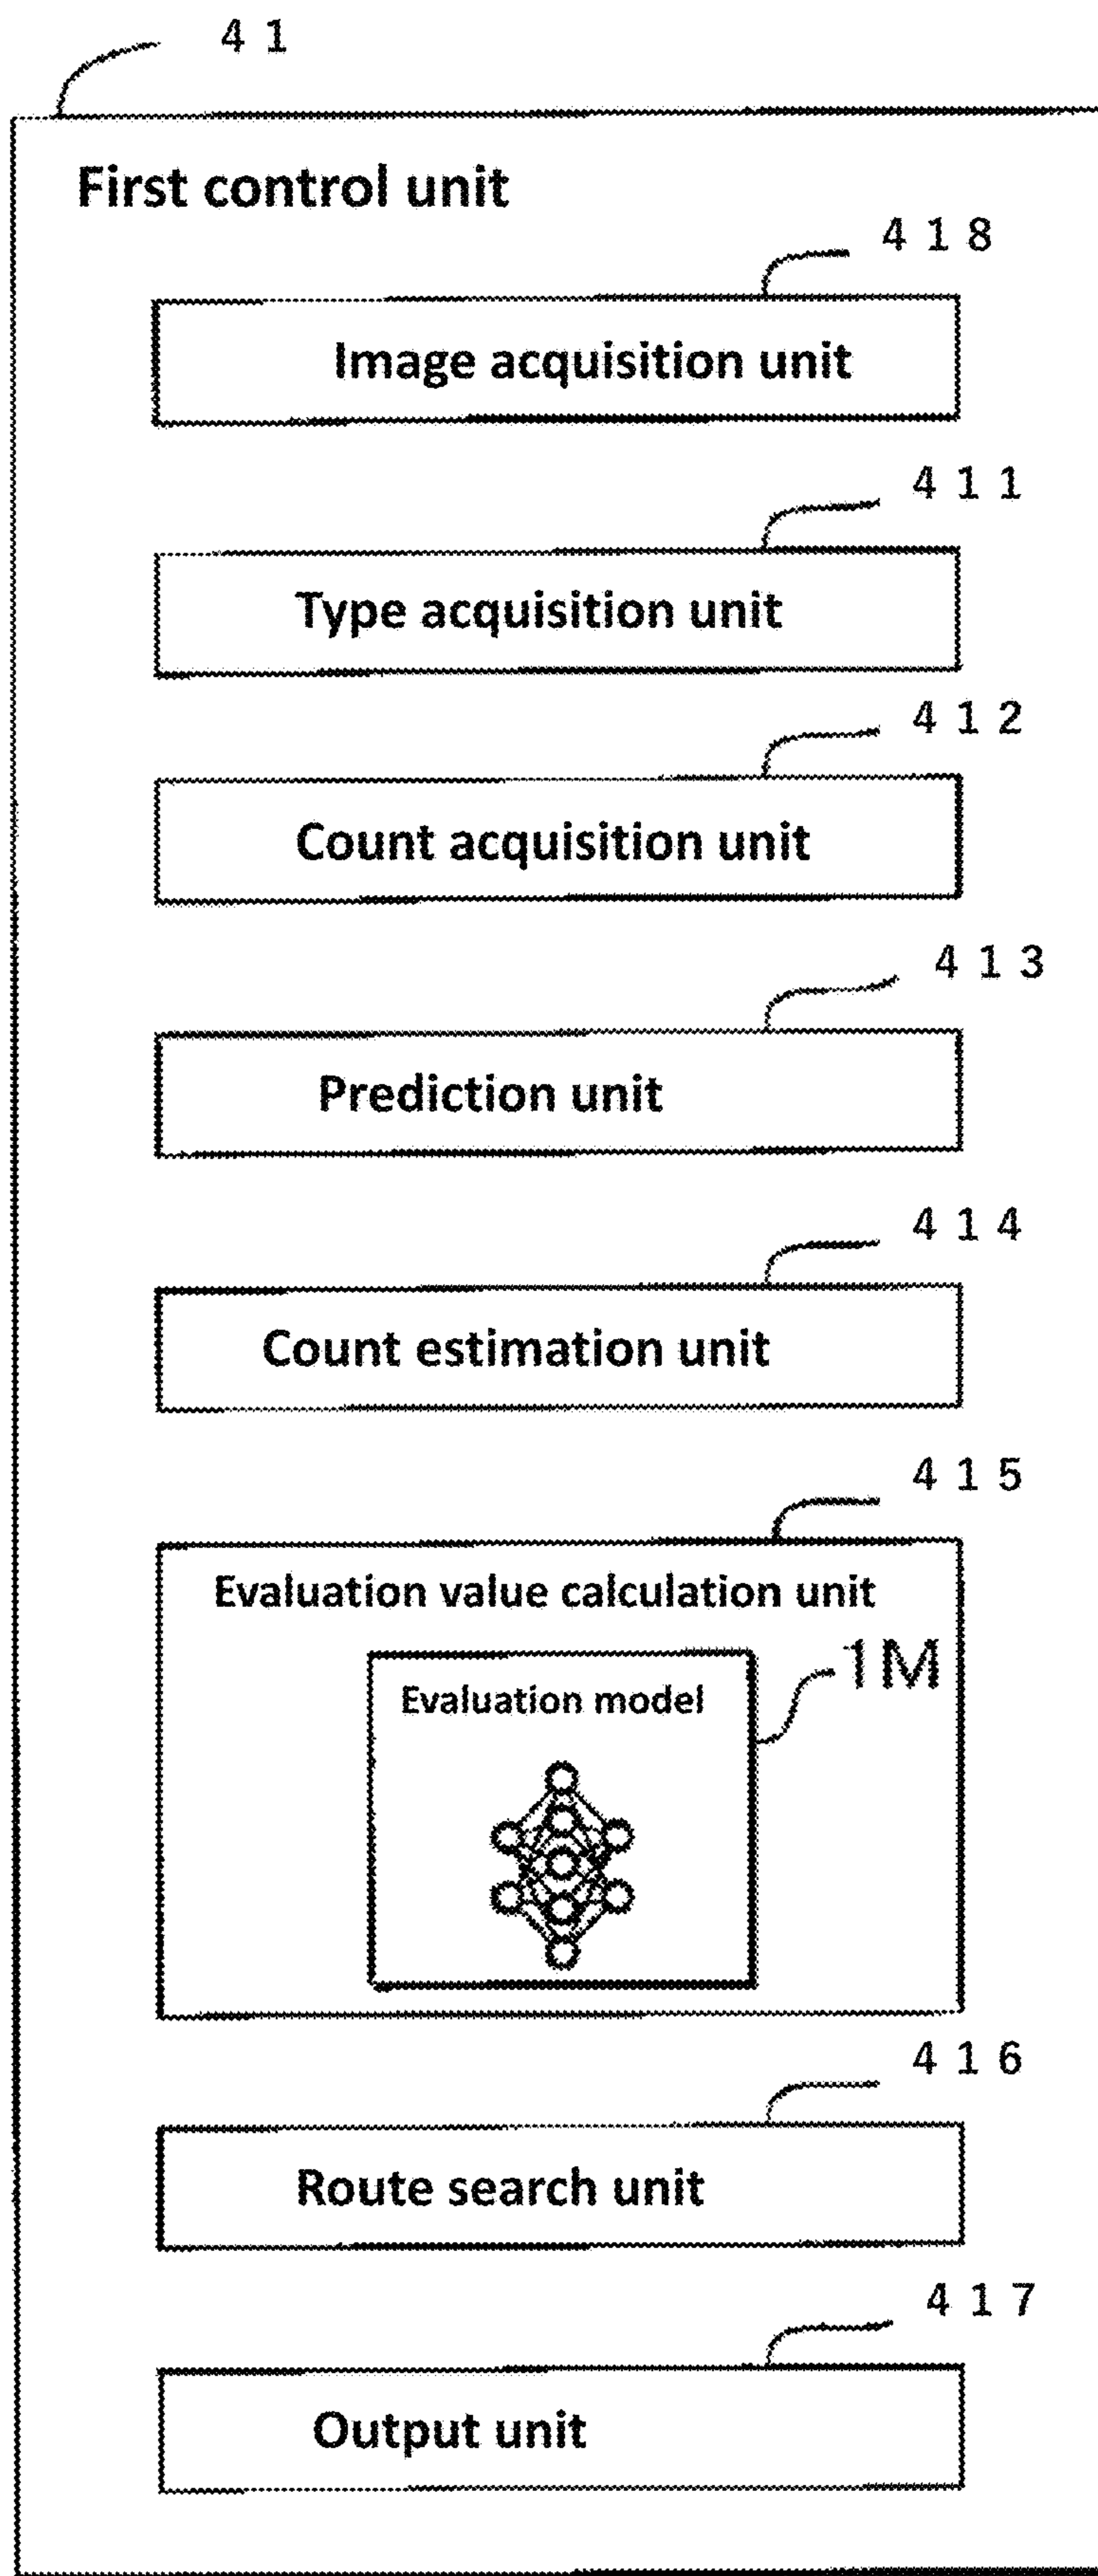 41
First control unit
418
Image acquisition unit
411
Type acquisition unit
412
Count acquisition unit
413
Prediction unit
414
Count estimation unit
415
Evaluation value calculation unit
1M
Evaluation model
416
Route search unit
417
Output unit